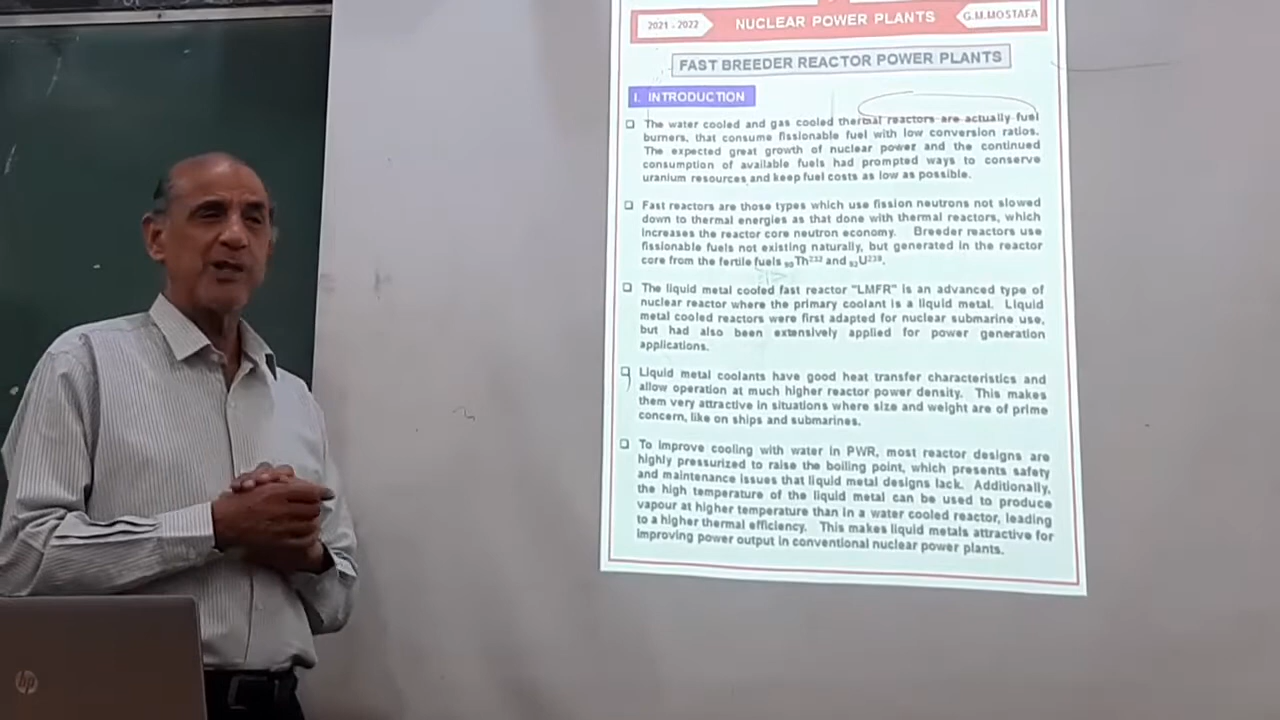 2021 - 2022
NUCLEAR POWER PLANTS
G.M.MOSTAFA
FAST BREEDER REACTOR POWER PLANTS
I. INTRODUCTION
The water cooled and gas cooled thermal reactors are actually fuel
burners, that consume fissionable fuel with low conversion ratios.
The expected great growth of nuclear power and the continued
consumption of available fuels had prompted ways to conserve
uranium resources and keep fuel costs as low as possible.
Fast reactors are those types which use fission neutrons not slowed
down to thermal energies as that done with thermal reactors, which
increases the reactor core neutron economy. Breeder reactors use
fissionable fuels not existing naturally, but generated in the reactor
core from the fertile fuels ₉₀Th²³² and ₉₂U²³⁸.
The liquid metal cooled fast reactor "LMFR" is an advanced type of
nuclear reactor where the primary coolant is a liquid metal. Liquid
metal cooled reactors were first adapted for nuclear submarine use,
but had also been extensively applied for power generation
applications.
Liquid metal coolants have good heat transfer characteristics and
allow operation at much higher reactor power density. This makes
them very attractive in situations where size and weight are of prime
concern, like on ships and submarines.
To improve cooling with water in PWR, most reactor designs are
highly pressurized to raise the boiling point, which presents safety
and maintenance issues that liquid metal designs lack. Additionally,
the high temperature of the liquid metal can be used to produce
vapour at higher temperature than in a water cooled reactor, leading
to a higher thermal efficiency. This makes liquid metals attractive for
improving power output in conventional nuclear power plants.
hp